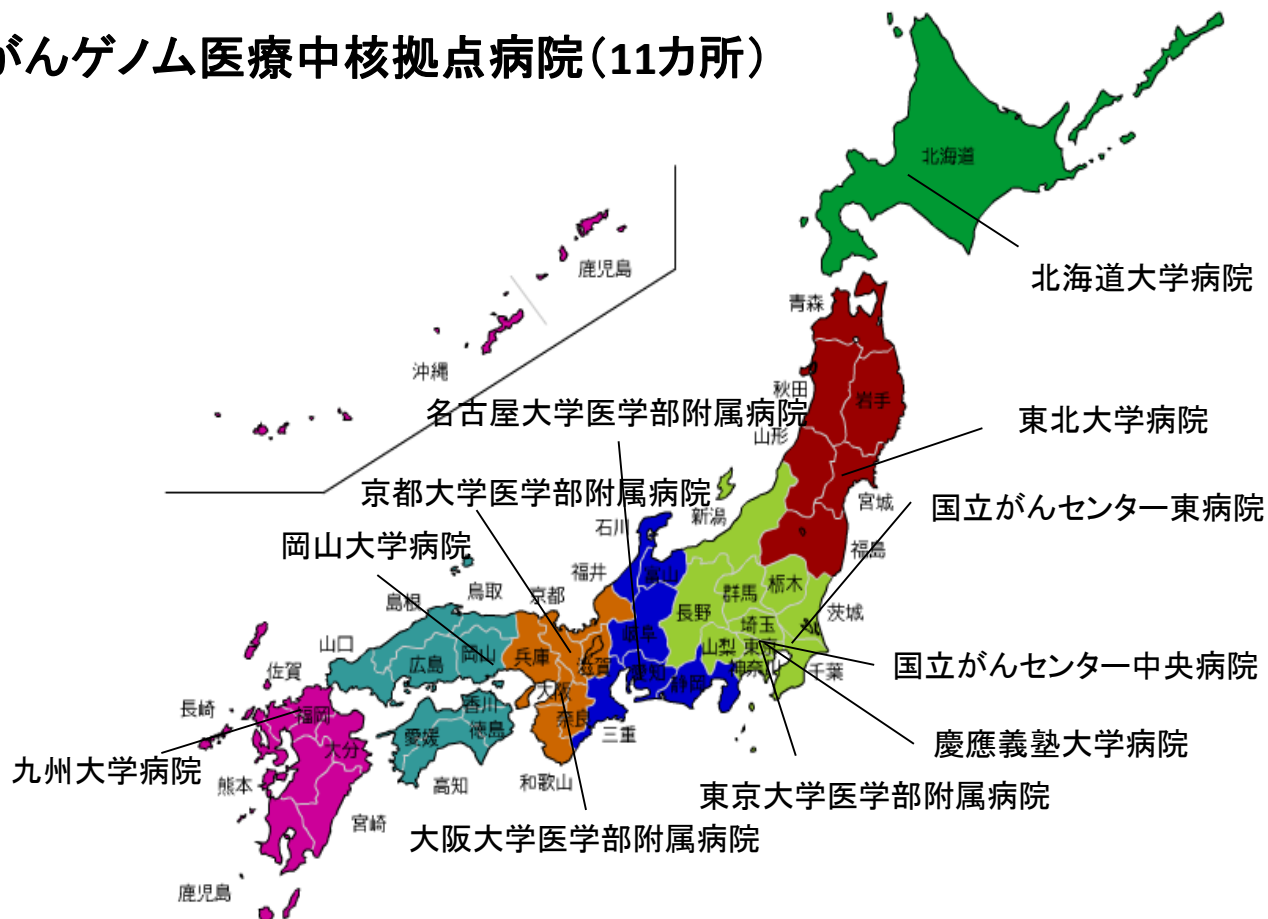 がんゲノム医療中核拠点病院（11カ所）
北海道
鹿児島
北海道大学病院
青森
沖縄
秋田
岩手
名古屋大学医学部附属病院
東北大学病院
山形
京都大学医学部附属病院
宮城
国立がんセンター東病院
新潟
石川
岡山大学病院
福島
福井
富山
群馬
栃木
鳥取
京都
島根
長野
茨城
埼玉
岐阜
山口
山梨
東京
広島
岡山
兵庫
滋賀
神奈川
千葉
国立がんセンター中央病院
佐賀
愛知
静岡
大阪
香川
長崎
福岡
奈良
徳島
愛媛
三重
大分
慶應義塾大学病院
九州大学病院
熊本
高知
和歌山
東京大学医学部附属病院
宮崎
大阪大学医学部附属病院
鹿児島